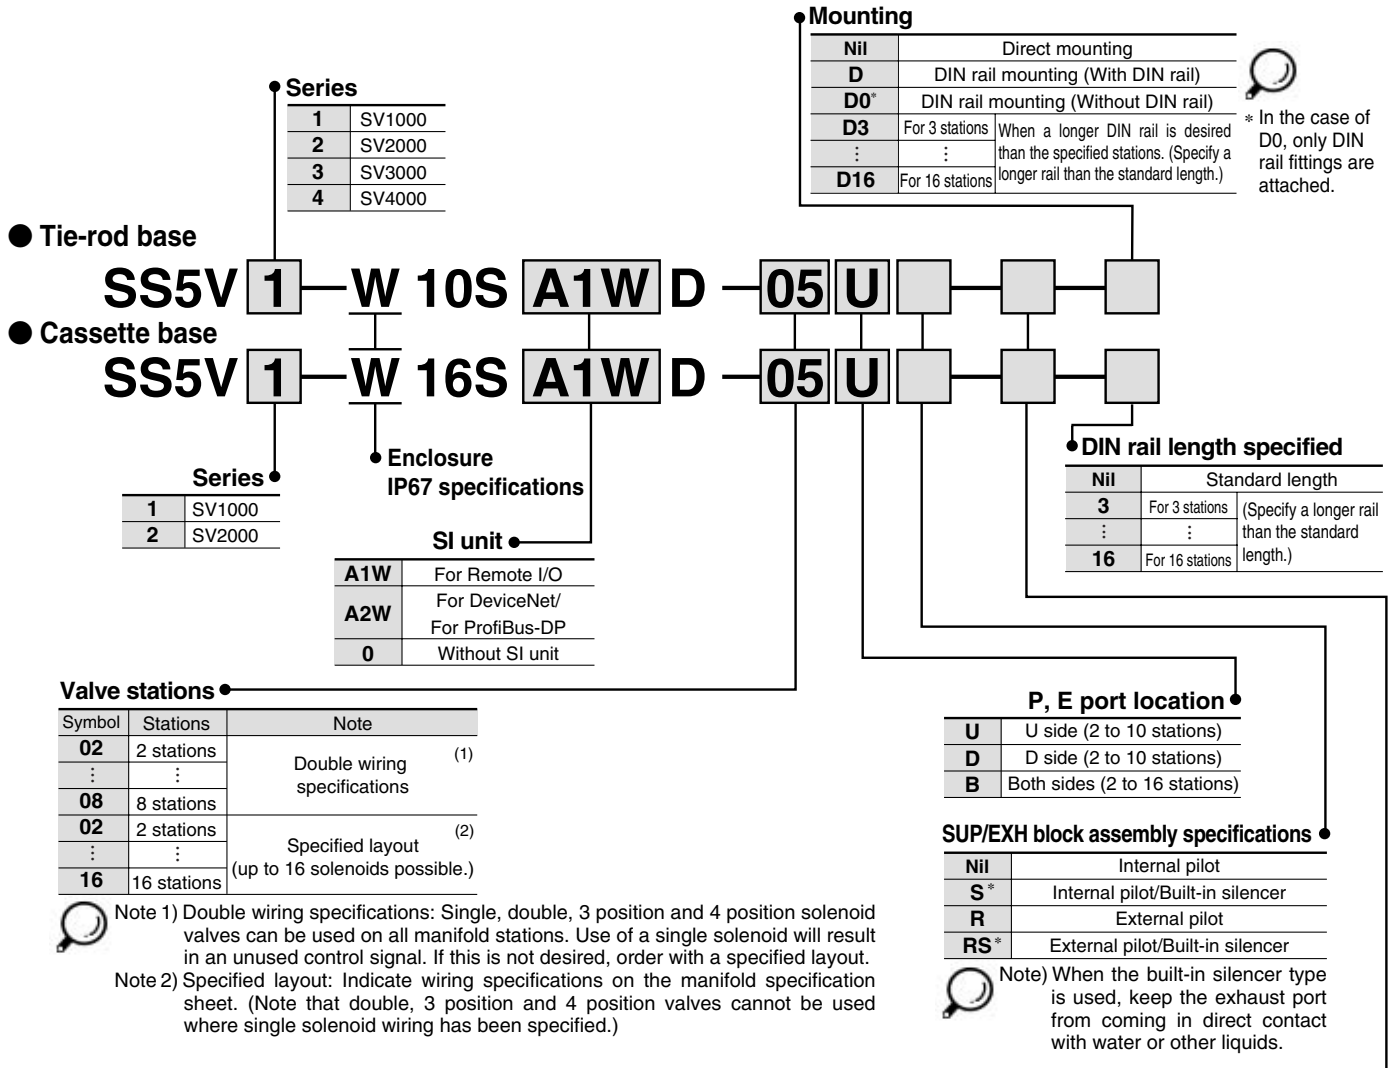 Mounting
Nil Direct mounting
D DIN rail mounting (With DIN rail)
D0* DIN rail mounting (Without DIN rail)
D3 For 3 stations When a longer DIN rail is desired
⋮ ⋮ than the specified stations. (Specify a
D16 For 16 stations longer rail than the standard length.)
* In the case of
D0, only DIN
rail fittings are
attached.
Series
1 SV1000
2 SV2000
3 SV3000
4 SV4000
● Tie-rod base
SS5V 1 — W 10S A1W D — 05 U
● Cassette base
SS5V 1 — W 16S A1W D — 05 U
Series
1 SV1000
2 SV2000
Enclosure
IP67 specifications
SI unit
A1W For Remote I/O
A2W For DeviceNet/
For ProfiBus-DP
0 Without SI unit
DIN rail length specified
Nil Standard length
3 For 3 stations (Specify a longer rail
⋮ ⋮ than the standard
16 For 16 stations length.)
Valve stations
Symbol Stations Note
02 2 stations Double wiring (1)
⋮ ⋮ specifications
08 8 stations
02 2 stations Specified layout (2)
⋮ ⋮ (up to 16 solenoids possible.)
16 16 stations
Note 1) Double wiring specifications: Single, double, 3 position and 4 position solenoid
valves can be used on all manifold stations. Use of a single solenoid will result
in an unused control signal. If this is not desired, order with a specified layout.
Note 2) Specified layout: Indicate wiring specifications on the manifold specification
sheet. (Note that double, 3 position and 4 position valves cannot be used
where single solenoid wiring has been specified.)
P, E port location
U U side (2 to 10 stations)
D D side (2 to 10 stations)
B Both sides (2 to 16 stations)
SUP/EXH block assembly specifications
Nil Internal pilot
S* Internal pilot/Built-in silencer
R External pilot
RS* External pilot/Built-in silencer
Note) When the built-in silencer type
is used, keep the exhaust port
from coming in direct contact
with water or other liquids.